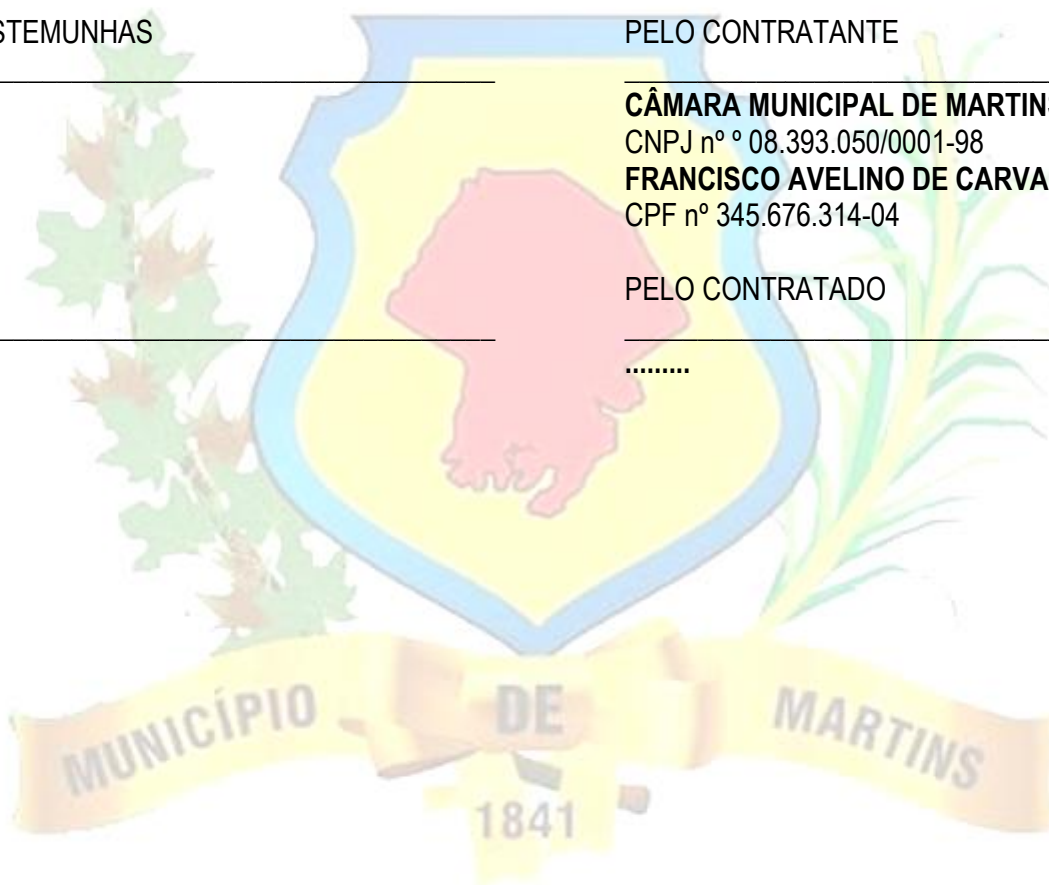 STEMUNHAS
PELO CONTRATANTE
CÂMARA MUNICIPAL DE MARTINS
CNPJ nº º 08.393.050/0001-98
FRANCISCO AVELINO DE CARVA
CPF nº 345.676.314-04
PELO CONTRATADO
.........
MUNICÍPIO DE MARTINS
1841